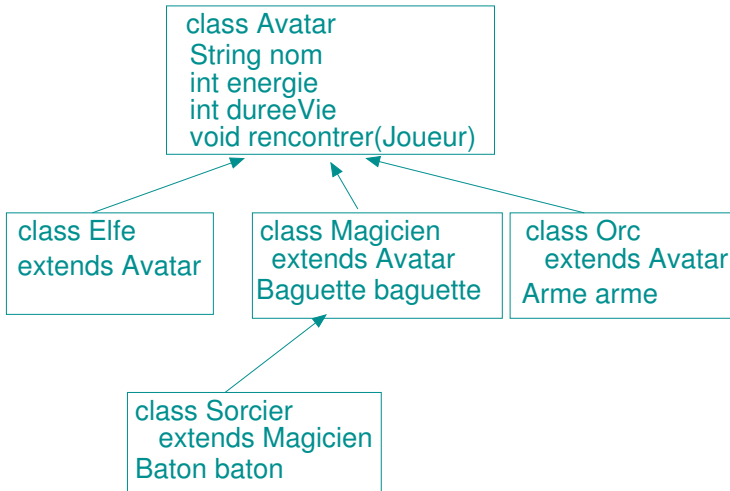 class Avatar
String nom
int energie
int dureeVie
void rencontrer(Joueur)
class Elfe
extends Avatar
class Magicien
extends Avatar
Baguette baguette
class Orc
extends Avatar
Arme arme
class Sorcier
extends Magicien
Baton baton